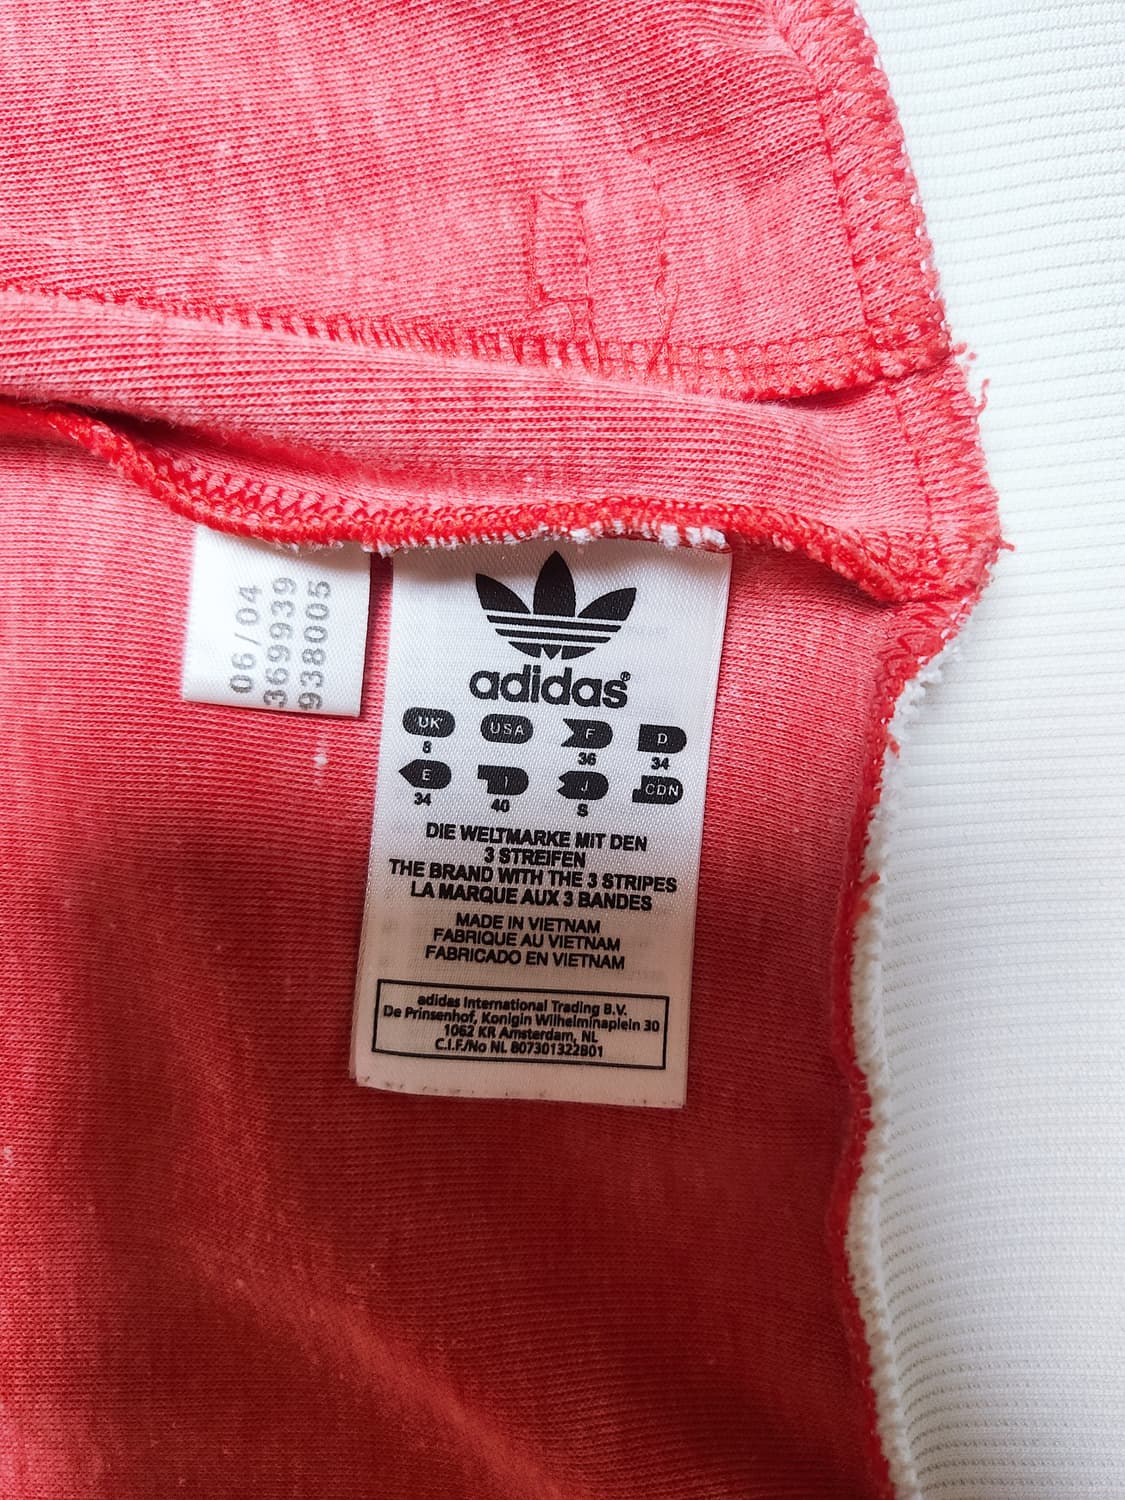 06/04
369939
938005
adidas®
UK USA F D
8 36 34
E I J CDN
34 40 S
DIE WELTMARKE MIT DEN
3 STREIFEN
THE BRAND WITH THE 3 STRIPES
LA MARQUE AUX 3 BANDES
MADE IN VIETNAM
FABRIQUE AU VIETNAM
FABRICADO EN VIETNAM
adidas International Trading B.V.
De Prinsenhof, Konigin Wilhelminaplein 30
1062 KR Amsterdam, NL
C.I.F./No NL 807301322B01